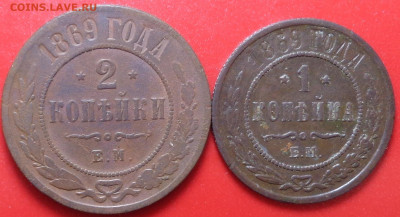 COINS.LAVE.RU
1869 ГОДА
* 2 *
КОПѢЙКИ
Е.М.
1869 ГОДА
* 1 *
КОПѢЙКА
Е.М.